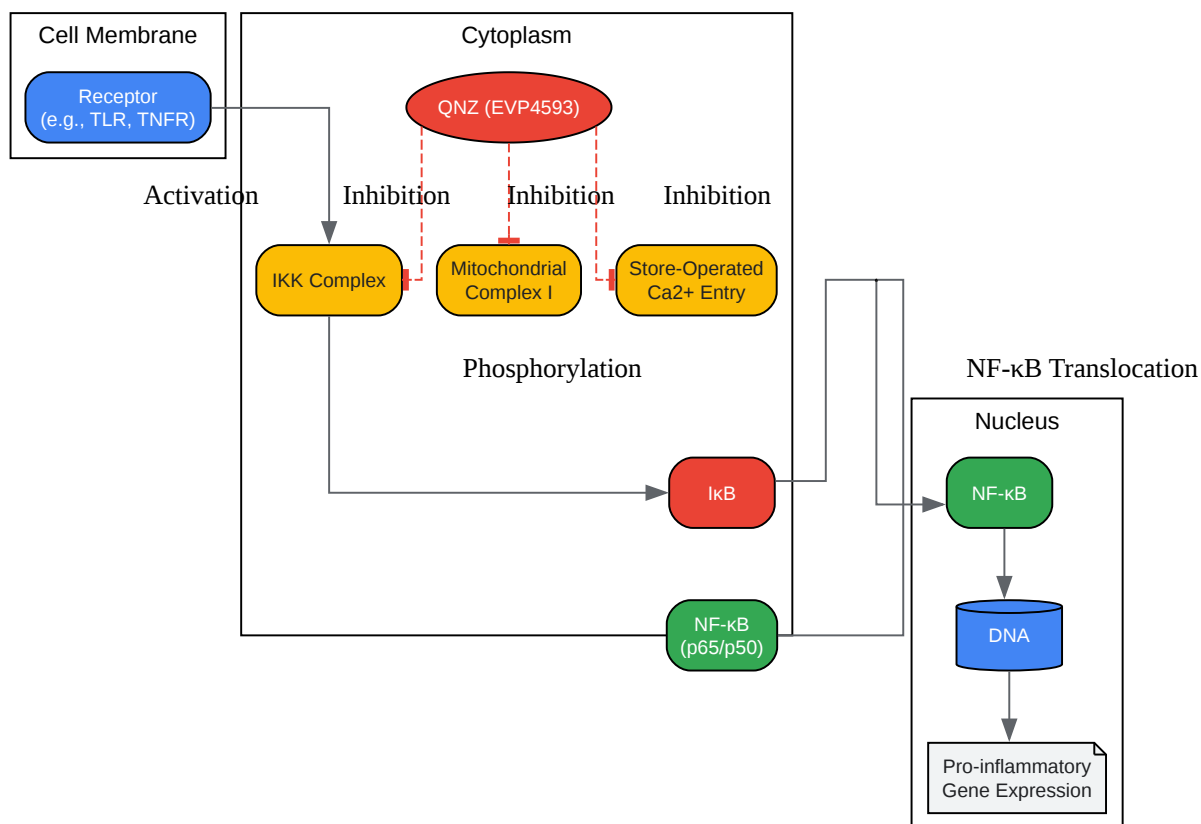 Cell Membrane
Receptor
(e.g., TLR, TNFR)
Cytoplasm
QNZ (EVP4593)
Activation
Inhibition
Inhibition
Inhibition
IKK Complex
Mitochondrial
Complex I
Store-Operated
Ca2+ Entry
Phosphorylation
NF-κB Translocation
IκB
NF-κB
(p65/p50)
Nucleus
NF-κB
DNA
Pro-inflammatory
Gene Expression